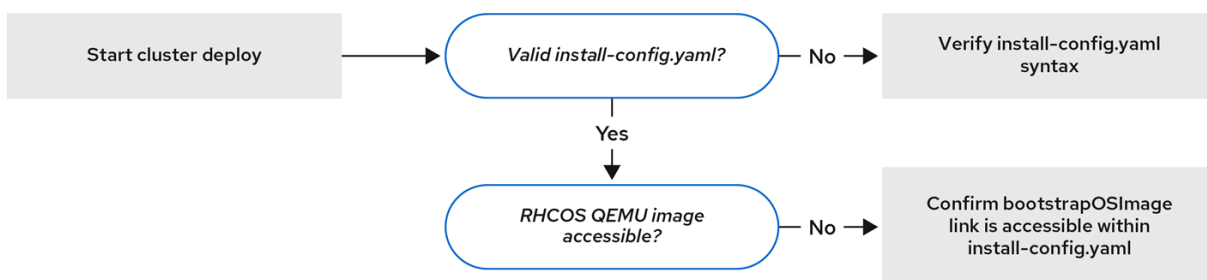 Start cluster deploy
Valid install-config.yaml?
No
Verify install-config.yaml
syntax
Yes
RHCOS QEMU image
accessible?
No
Confirm bootstrapOSImage
link is accessible within
install-config.yaml